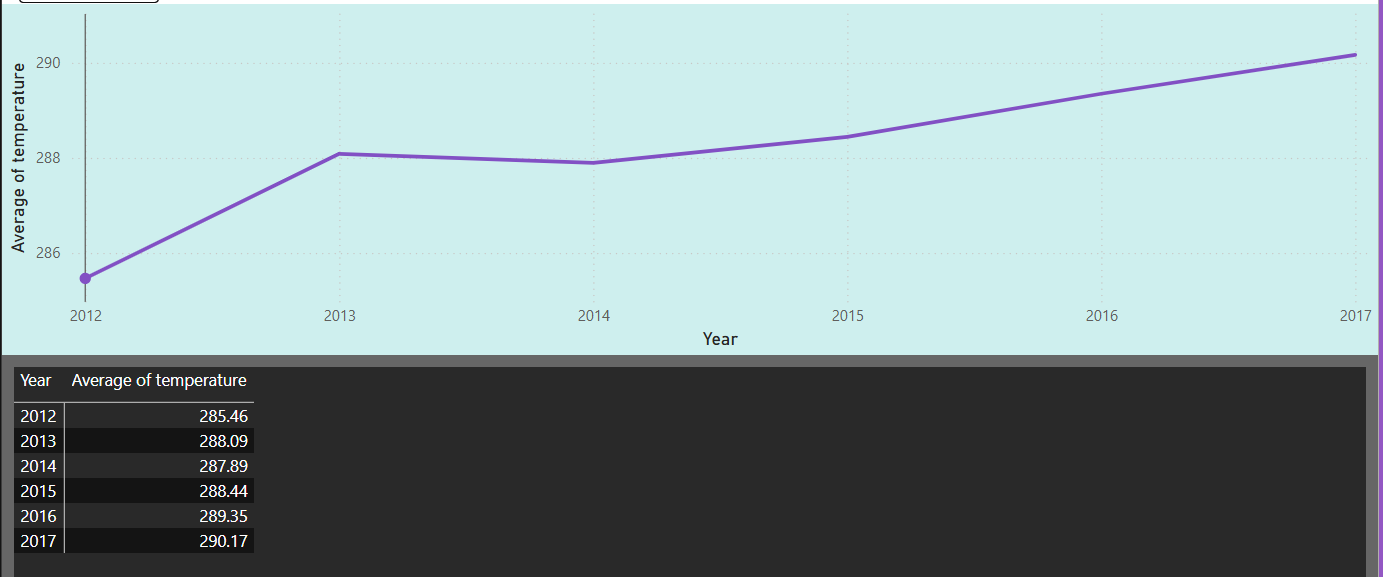 Average of temperature
290
288
286
2012 2013 2014 2015 2016 2017
Year
Year Average of temperature
2012 285.46
2013 288.09
2014 287.89
2015 288.44
2016 289.35
2017 290.17